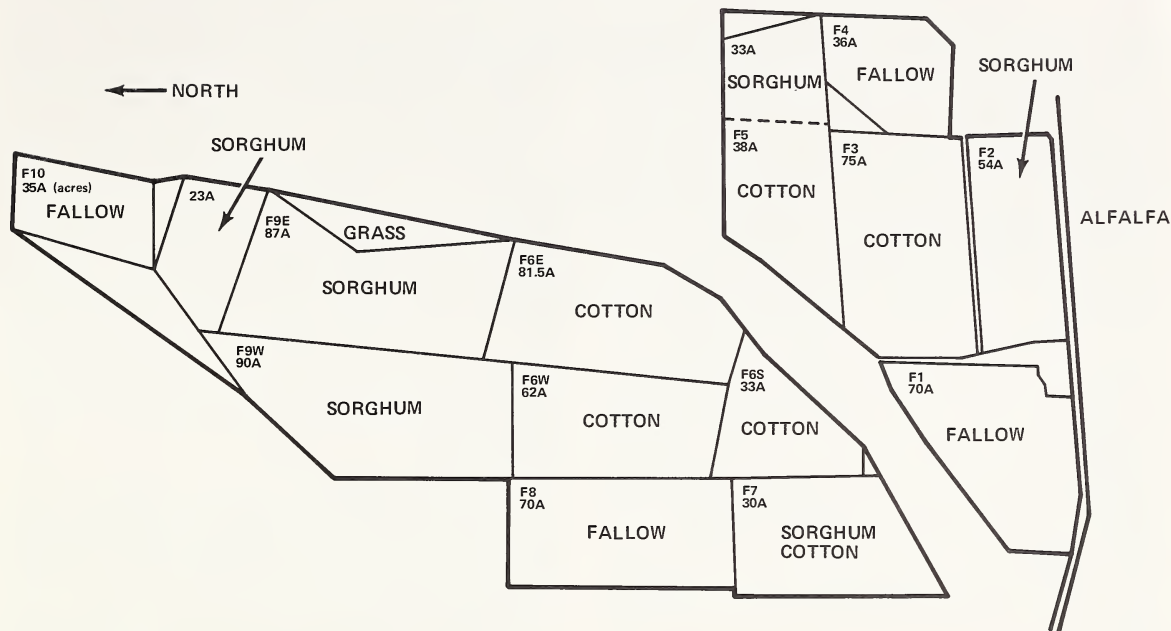 NORTH
F10
35A (acres)
FALLOW
SORGHUM
23A
F9E
87A
GRASS
SORGHUM
F6E
81.5A
COTTON
F9W
90A
SORGHUM
F6W
62A
COTTON
F6S
33A
COTTON
F8
70A
FALLOW
F7
30A
SORGHUM
COTTON
33A
SORGHUM
F4
36A
FALLOW
F5
38A
COTTON
F3
75A
COTTON
SORGHUM
F2
54A
ALFALFA
F1
70A
FALLOW